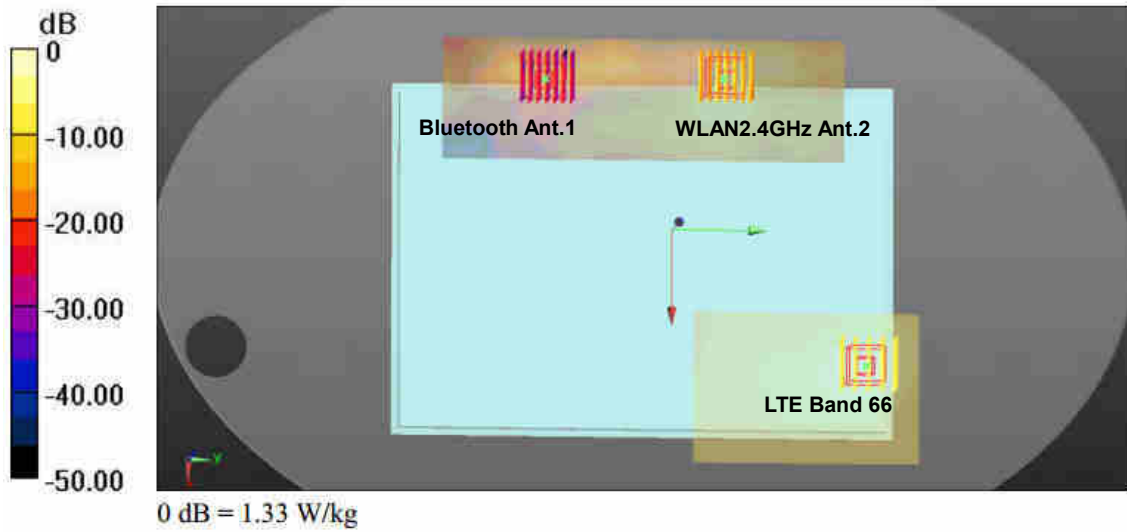 dB
0
-10.00
-20.00
-30.00
-40.00
-50.00
Bluetooth Ant.1
WLAN2.4GHz Ant.2
LTE Band 66
Y
0 dB = 1.33 W/kg